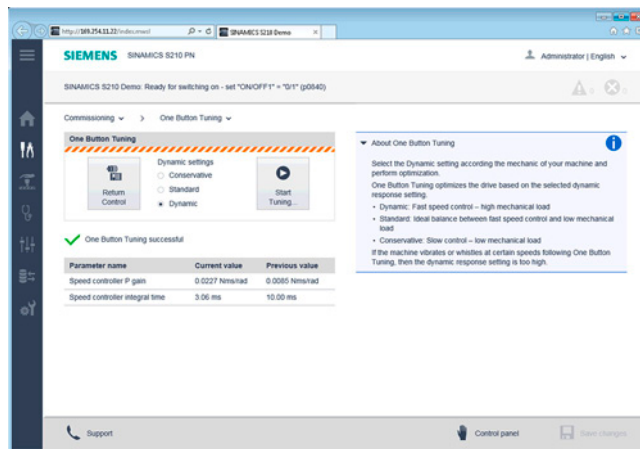 http://169.254.11.22/index.mwsl
SINAMICS S210 Demo
SIEMENS SINAMICS S210 PN
Administrator | English
SINAMICS S210 Demo: Ready for switching on - set "ON/OFF1" = "0/1" (p0840)
Commissioning > One Button Tuning
One Button Tuning
Return
Control
Dynamic settings
Conservative
Standard
Dynamic
Start
Tuning...
One Button Tuning successful
Parameter name Current value Previous value
Speed controller P gain 0.0227 Nms/rad 0.0085 Nms/rad
Speed controller integral time 3.06 ms 10.00 ms
About One Button Tuning
Select the Dynamic setting according the mechanic of your machine and
perform optimization.
One Button Tuning optimizes the drive based on the selected dynamic
response setting.
• Dynamic: Fast speed control – high mechanical load
• Standard: Ideal balance between fast speed control and low mechanical
load
• Conservative: Slow control – low mechanical load
If the machine vibrates or whistles at certain speeds following One Button
Tuning, then the dynamic response setting is too high.
Support
Control panel
Save changes